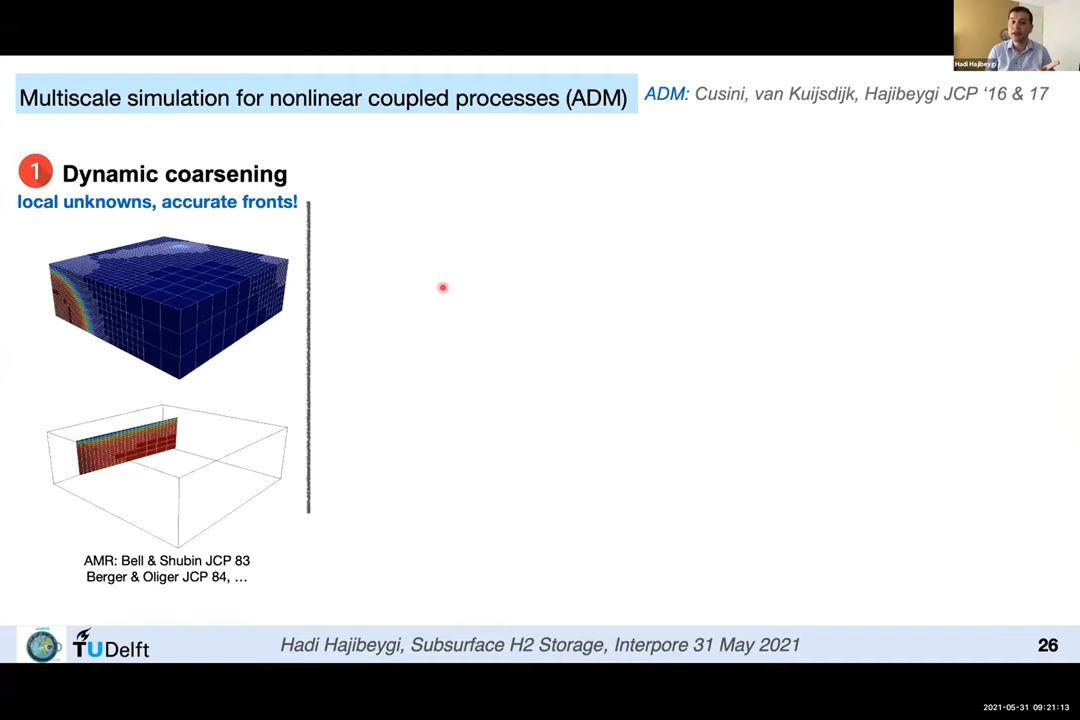 Hadi Hajibeygi
Multiscale simulation for nonlinear coupled processes (ADM)
ADM: Cusini, van Kuijsdijk, Hajibeygi JCP ‘16 & 17
1 Dynamic coarsening
local unknowns, accurate fronts!
AMR: Bell & Shubin JCP 83
Berger & Oliger JCP 84, …
TU Delft
Hadi Hajibeygi, Subsurface H2 Storage, Interpore 31 May 2021
26
2021-05-31 09:21:13